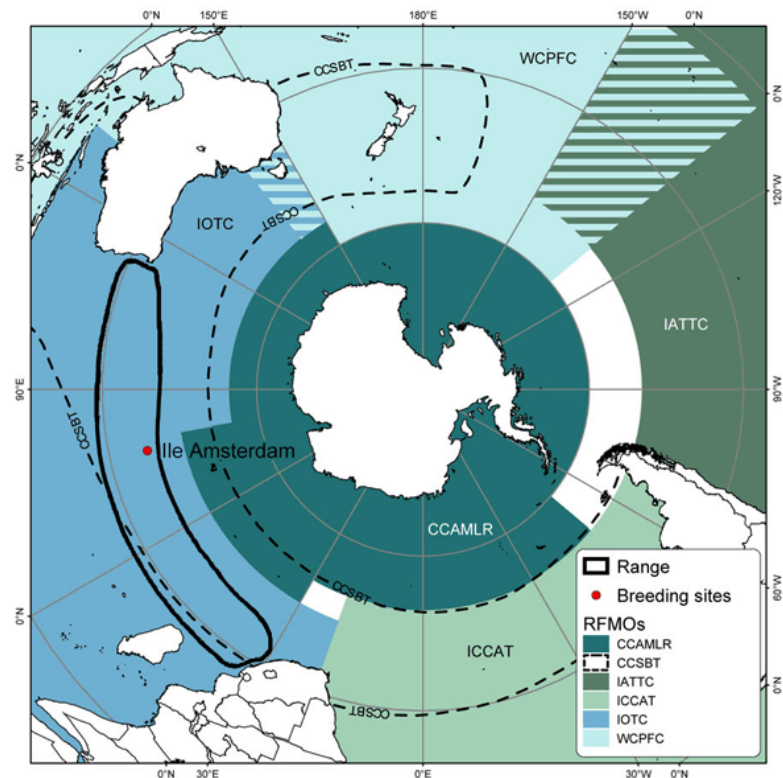 0°N
150°E
180°E
150°W
0°N
WCPFC
CCSBT
0°N
0°N
120°W
CCSBT
IOTC
IATTC
90°E
90°W
CCSBT
Ile Amsterdam
CCAMLR
CCSBT
60°W
0°N
ICCAT
0°N
CCSBT
0°N
30°E
0°E
30°W
0°N
Range
Breeding sites
RFMOs
CCAMLR
CCSBT
IATTC
ICCAT
IOTC
WCPFC